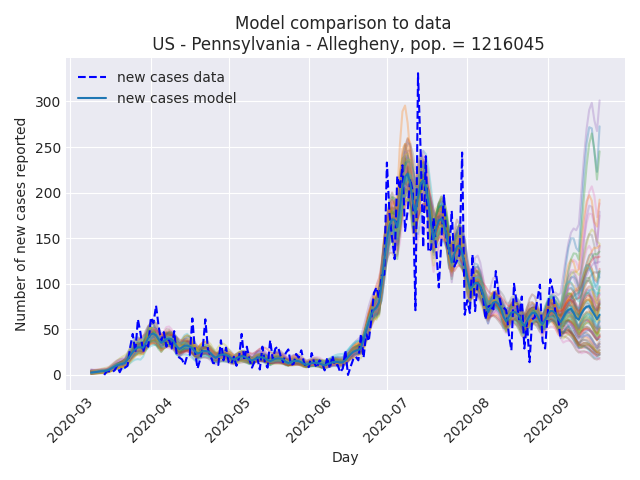 Model comparison to data
US - Pennsylvania - Allegheny, pop. = 1216045
new cases data
new cases model
Number of new cases reported
300
250
200
150
100
50
0
2020-03
2020-04
2020-05
2020-06
2020-07
2020-08
2020-09
Day